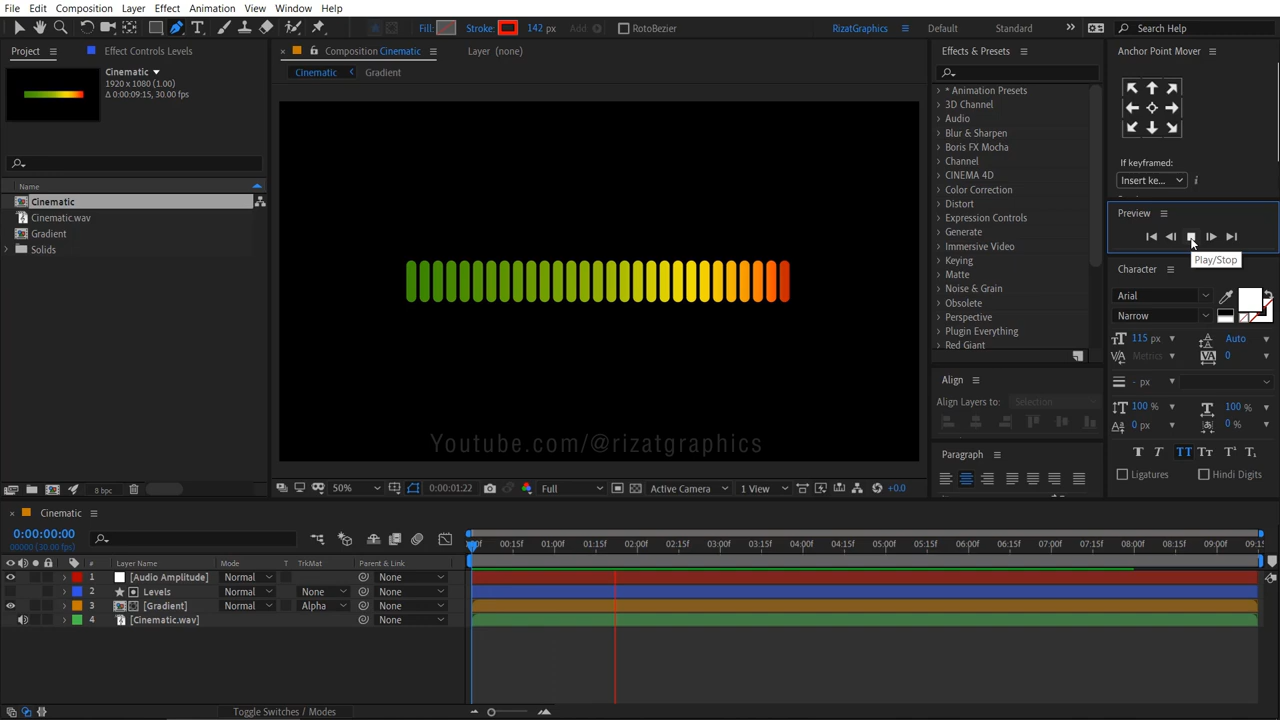 File Edit Composition Layer Effect Animation View Window Help
Fill: Stroke: 142 px Add: RotoBezier RizatGraphics Default Standard >> Search Help
Project Effect Controls Levels
Cinematic
1920 x 1080 (1.00)
Δ 0:00:09:15, 30.00 fps
Name
Cinematic
Cinematic.wav
Gradient
Solids
8 bpc
Composition Cinematic Layer (none)
Cinematic Gradient
Youtube.com/@rizatgraphics
50% 0:00:01:22 Full Active Camera 1 View +0.0
Effects & Presets
* Animation Presets
3D Channel
Audio
Blur & Sharpen
Boris FX Mocha
Channel
CINEMA 4D
Color Correction
Distort
Expression Controls
Generate
Immersive Video
Keying
Matte
Noise & Grain
Obsolete
Perspective
Plugin Everything
Red Giant
Align
Align Layers to: Selection
Paragraph
Anchor Point Mover
If keyframed:
Insert ke...
Preview
Play/Stop
Character
Arial
Narrow
115 px Auto
Metrics 0
- px
100 % 100 %
0 px 0 %
Ligatures Hindi Digits
Cinematic
0:00:00:00
00000 (30.00 fps)
00:15f 01:00f 01:15f 02:00f 02:15f 03:00f 03:15f 04:00f 04:15f 05:00f 05:15f 06:00f 06:15f 07:00f 07:15f 08:00f 08:15f 09:00f 09:15
# Layer Name Mode T TrkMat Parent & Link
1 [Audio Amplitude] Normal None
2 Levels Normal None None
3 [Gradient] Normal Alpha None
4 [Cinematic.wav] None
Toggle Switches / Modes